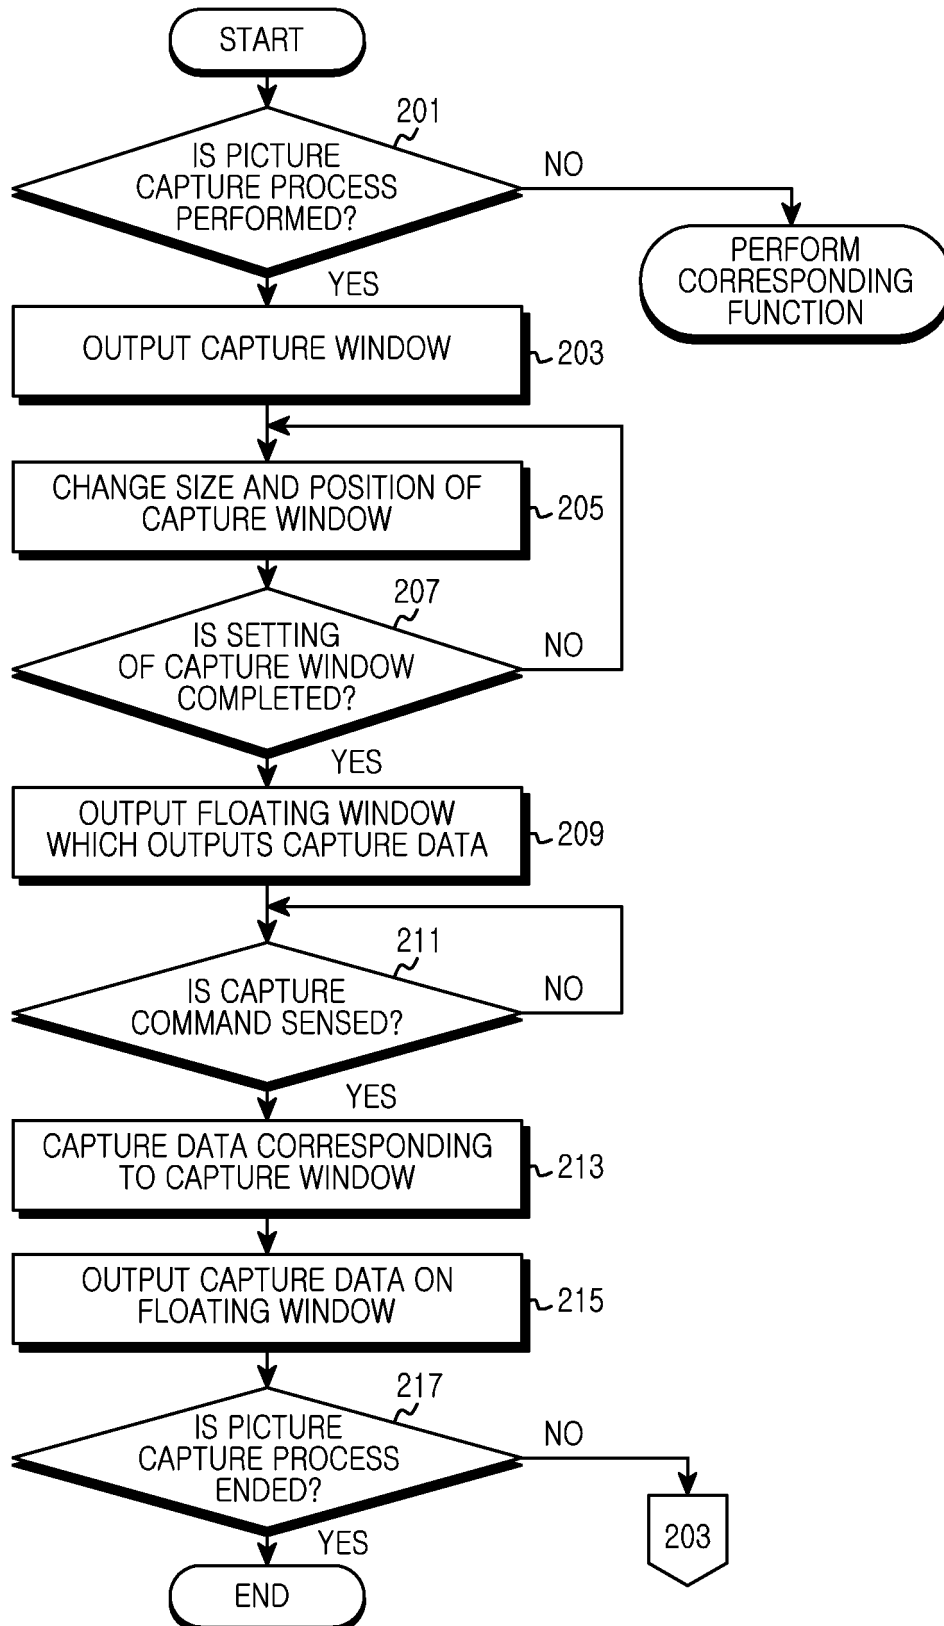 START
201
IS PICTURE
CAPTURE PROCESS
PERFORMED?
NO
PERFORM
CORRESPONDING
FUNCTION
YES
OUTPUT CAPTURE WINDOW
203
CHANGE SIZE AND POSITION OF
CAPTURE WINDOW
205
207
IS SETTING
OF CAPTURE WINDOW
COMPLETED?
NO
YES
OUTPUT FLOATING WINDOW
WHICH OUTPUTS CAPTURE DATA
209
211
IS CAPTURE
COMMAND SENSED?
NO
YES
CAPTURE DATA CORRESPONDING
TO CAPTURE WINDOW
213
OUTPUT CAPTURE DATA ON
FLOATING WINDOW
215
217
IS PICTURE
CAPTURE PROCESS
ENDED?
NO
203
YES
END